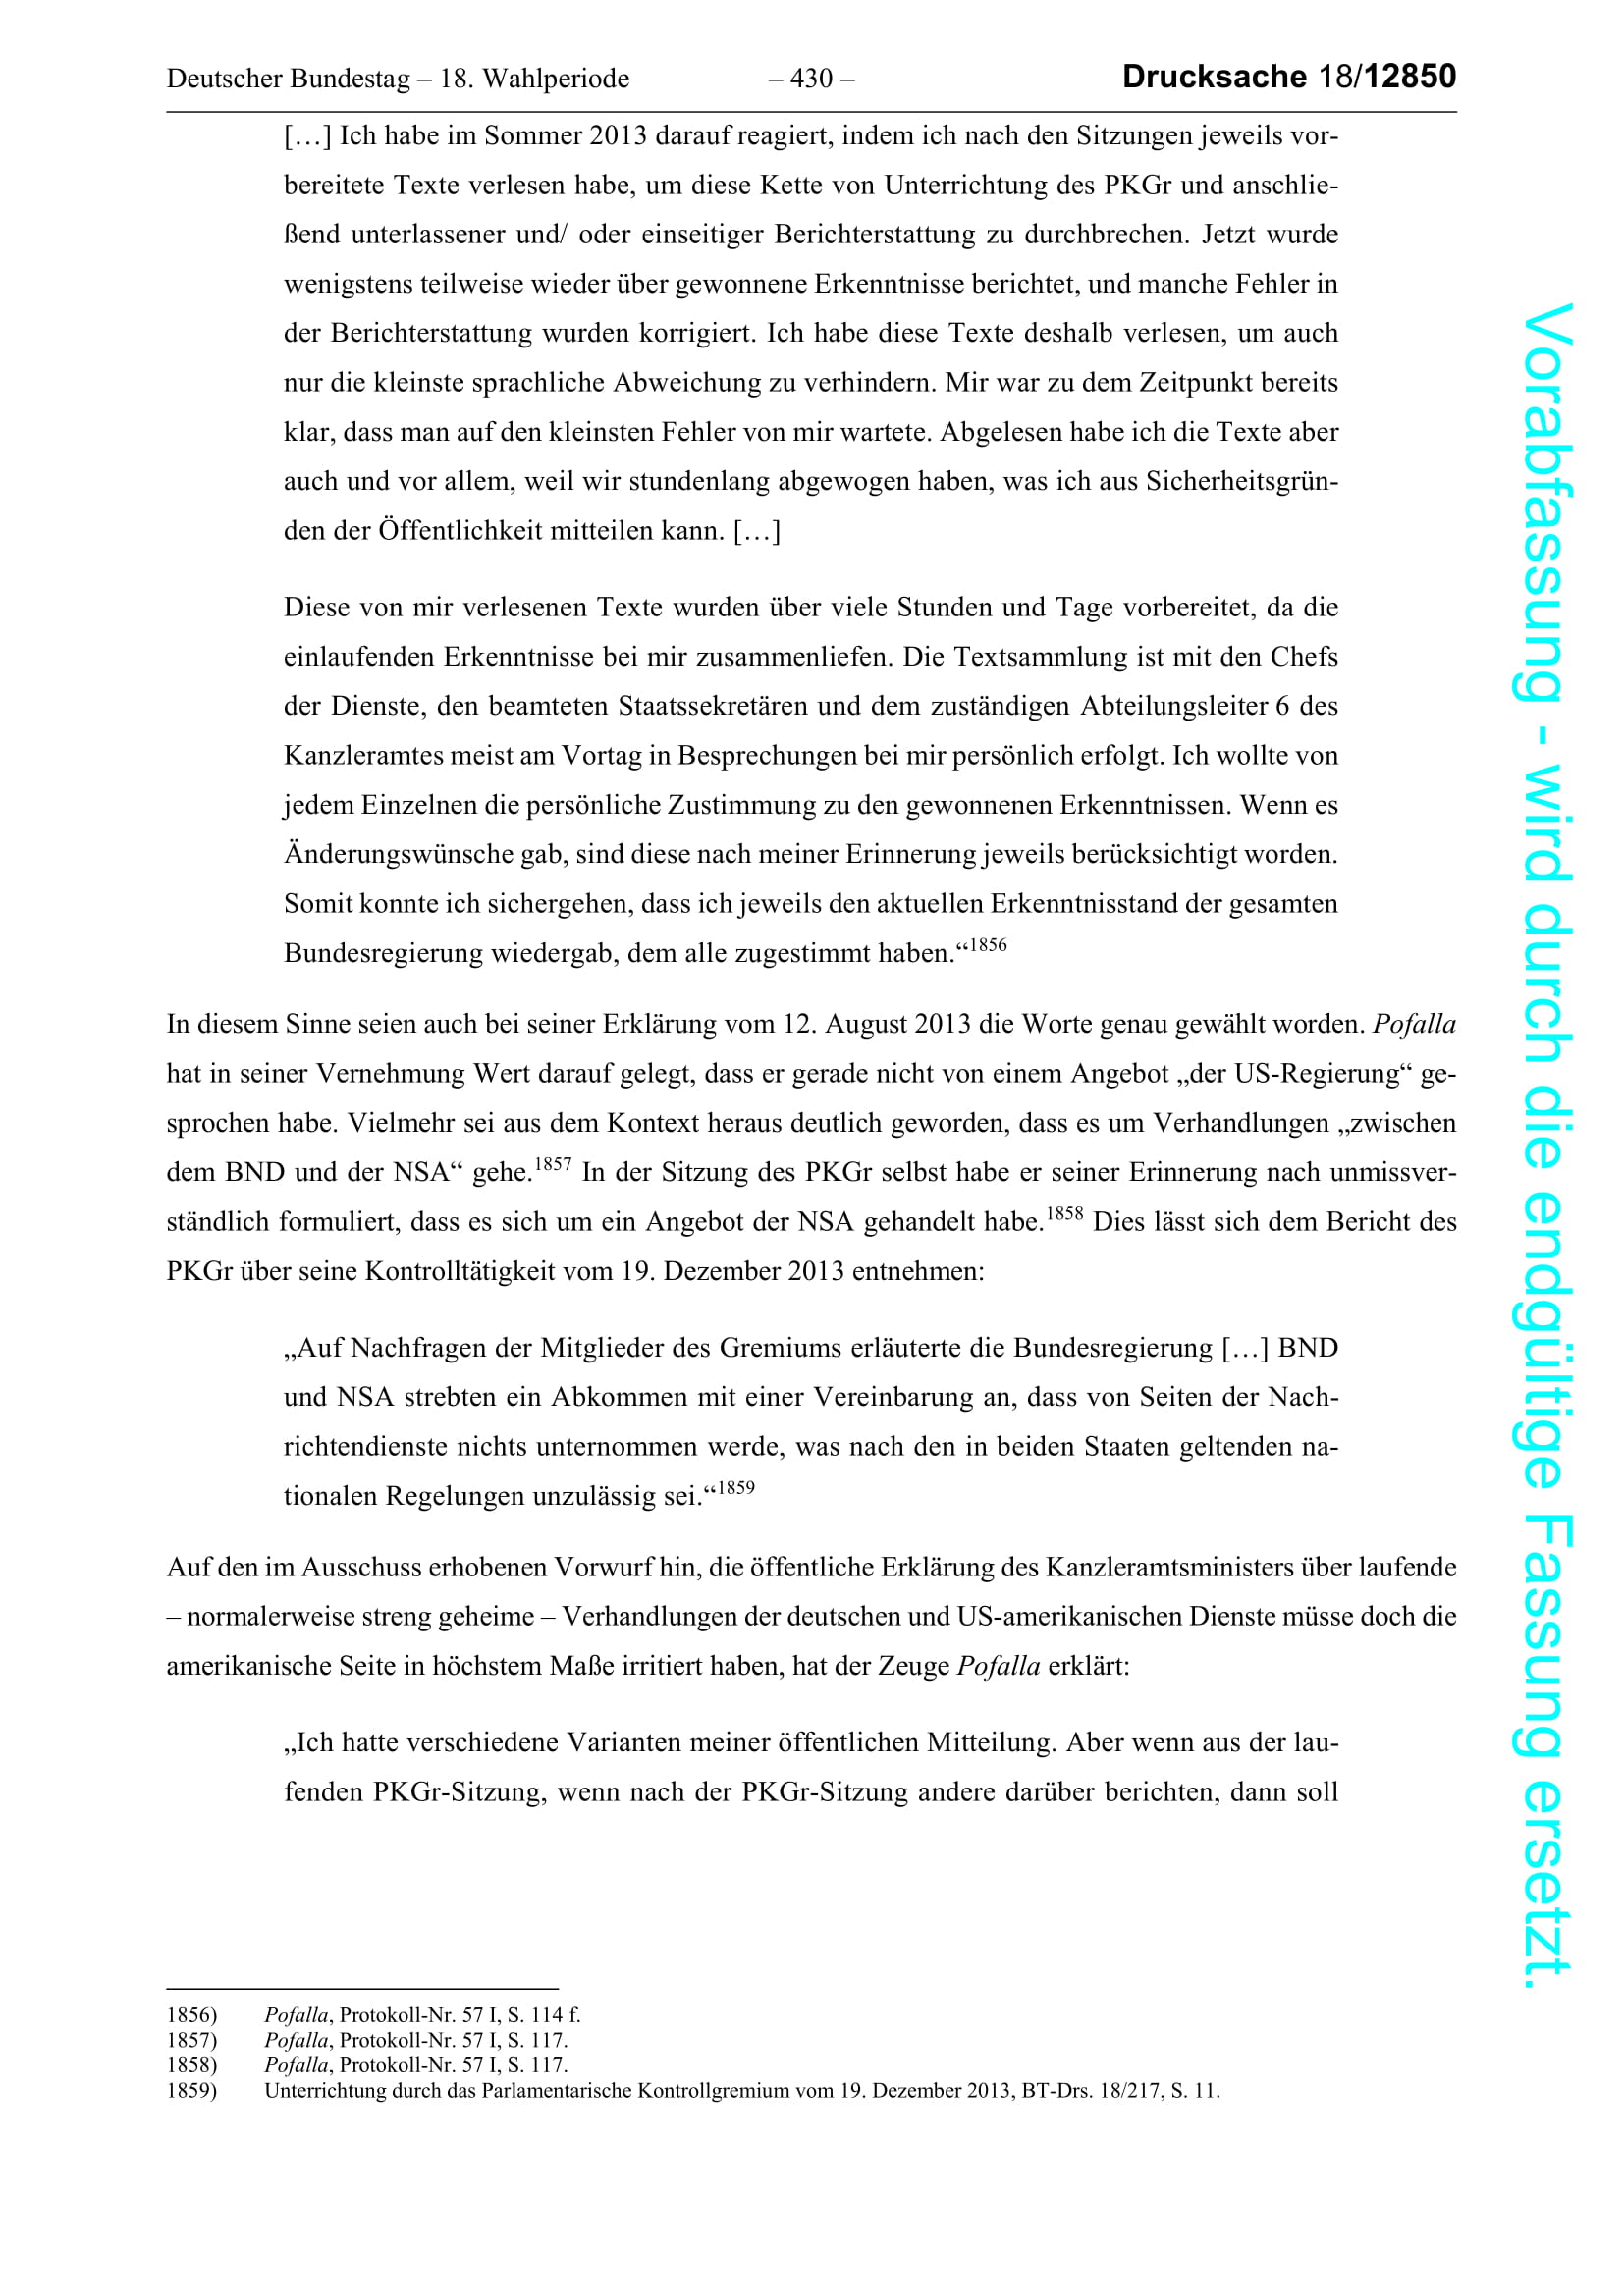 Deutscher Bundestag – 18. Wahlperiode – 430 – Drucksache 18/12850
[…] Ich habe im Sommer 2013 darauf reagiert, indem ich nach den Sitzungen jeweils vor-
bereitete Texte verlesen habe, um diese Kette von Unterrichtung des PKGr und anschlie-
ßend unterlassener und/ oder einseitiger Berichterstattung zu durchbrechen. Jetzt wurde
wenigstens teilweise wieder über gewonnene Erkenntnisse berichtet, und manche Fehler in
der Berichterstattung wurden korrigiert. Ich habe diese Texte deshalb verlesen, um auch
nur die kleinste sprachliche Abweichung zu verhindern. Mir war zu dem Zeitpunkt bereits
klar, dass man auf den kleinsten Fehler von mir wartete. Abgelesen habe ich die Texte aber
auch und vor allem, weil wir stundenlang abgewogen haben, was ich aus Sicherheitsgrün-
den der Öffentlichkeit mitteilen kann. […]
Diese von mir verlesenen Texte wurden über viele Stunden und Tage vorbereitet, da die
einlaufenden Erkenntnisse bei mir zusammenliefen. Die Textsammlung ist mit den Chefs
der Dienste, den beamteten Staatssekretären und dem zuständigen Abteilungsleiter 6 des
Kanzleramtes meist am Vortag in Besprechungen bei mir persönlich erfolgt. Ich wollte von
jedem Einzelnen die persönliche Zustimmung zu den gewonnenen Erkenntnissen. Wenn es
Änderungswünsche gab, sind diese nach meiner Erinnerung jeweils berücksichtigt worden.
Somit konnte ich sichergehen, dass ich jeweils den aktuellen Erkenntnisstand der gesamten
Bundesregierung wiedergab, dem alle zugestimmt haben.“1856
In diesem Sinne seien auch bei seiner Erklärung vom 12. August 2013 die Worte genau gewählt worden. Pofalla
hat in seiner Vernehmung Wert darauf gelegt, dass er gerade nicht von einem Angebot „der US-Regierung“ ge-
sprochen habe. Vielmehr sei aus dem Kontext heraus deutlich geworden, dass es um Verhandlungen „zwischen
dem BND und der NSA“ gehe.1857 In der Sitzung des PKGr selbst habe er seiner Erinnerung nach unmissver-
ständlich formuliert, dass es sich um ein Angebot der NSA gehandelt habe.1858 Dies lässt sich dem Bericht des
PKGr über seine Kontrolltätigkeit vom 19. Dezember 2013 entnehmen:
„Auf Nachfragen der Mitglieder des Gremiums erläuterte die Bundesregierung […] BND
und NSA strebten ein Abkommen mit einer Vereinbarung an, dass von Seiten der Nach-
richtendienste nichts unternommen werde, was nach den in beiden Staaten geltenden na-
tionalen Regelungen unzulässig sei.“1859
Auf den im Ausschuss erhobenen Vorwurf hin, die öffentliche Erklärung des Kanzleramtsministers über laufende
– normalerweise streng geheime – Verhandlungen der deutschen und US-amerikanischen Dienste müsse doch die
amerikanische Seite in höchstem Maße irritiert haben, hat der Zeuge Pofalla erklärt:
„Ich hatte verschiedene Varianten meiner öffentlichen Mitteilung. Aber wenn aus der lau-
fenden PKGr-Sitzung, wenn nach der PKGr-Sitzung andere darüber berichten, dann soll
1856) Pofalla, Protokoll-Nr. 57 I, S. 114 f.
1857) Pofalla, Protokoll-Nr. 57 I, S. 117.
1858) Pofalla, Protokoll-Nr. 57 I, S. 117.
1859) Unterrichtung durch das Parlamentarische Kontrollgremium vom 19. Dezember 2013, BT-Drs. 18/217, S. 11.
Vorabfassung - wird durch die endgültige Fassung ersetzt.